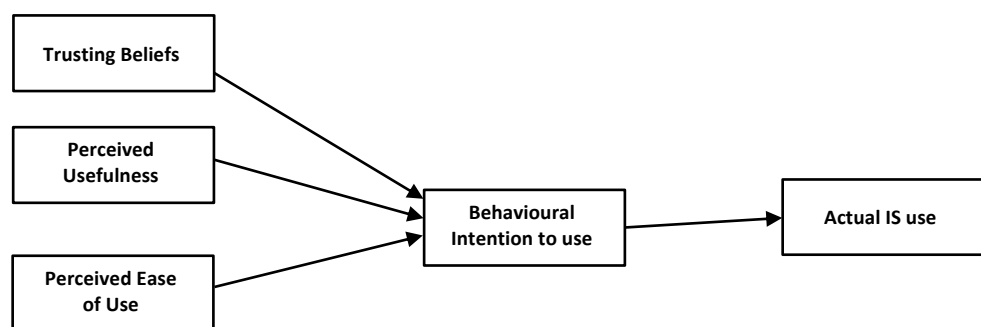 Trusting Beliefs
Perceived
Usefulness
Perceived Ease
of Use
Behavioural
Intention to use
Actual IS use